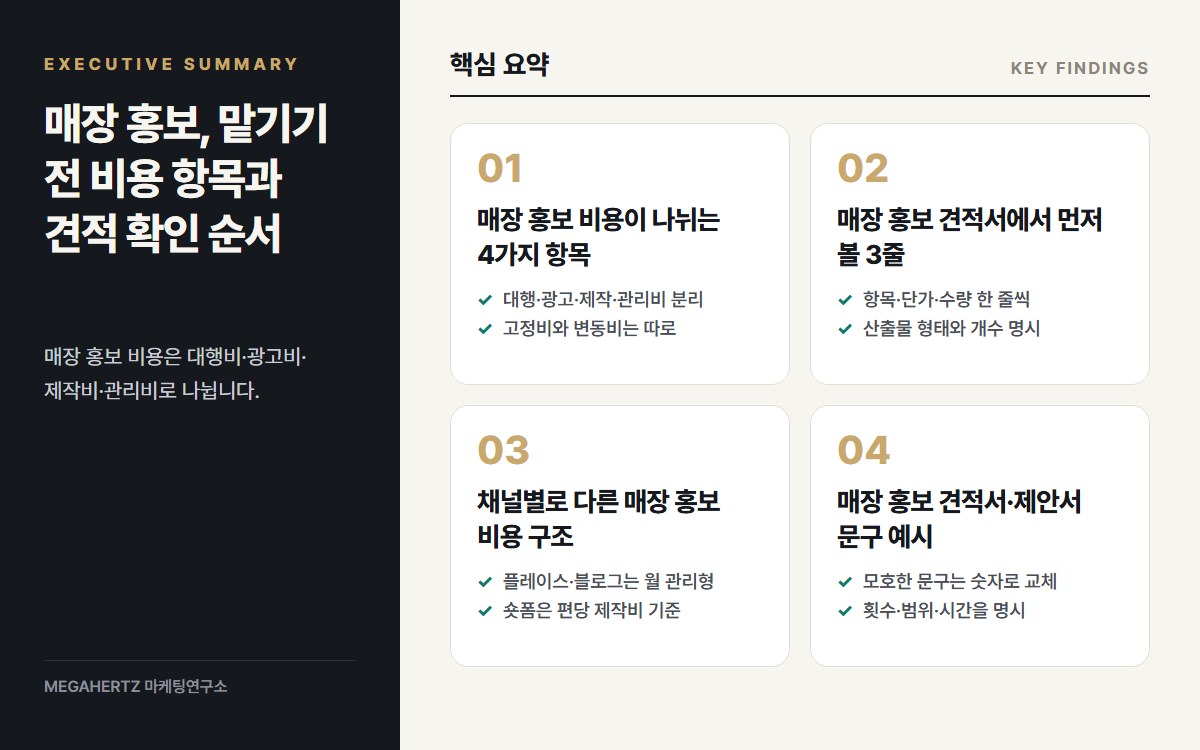 EXECUTIVE SUMMARY
매장 홍보, 맡기기
전 비용 항목과
견적 확인 순서
매장 홍보 비용은 대행비·광고비·
제작비·관리비로 나뉩니다.
MEGAHERTZ 마케팅연구소
핵심 요약
KEY FINDINGS
01
매장 홍보 비용이 나뉘는
4가지 항목
대행·광고·제작·관리비 분리
고정비와 변동비는 따로
02
매장 홍보 견적서에서 먼저
볼 3줄
항목·단가·수량 한 줄씩
산출물 형태와 개수 명시
03
채널별로 다른 매장 홍보
비용 구조
플레이스·블로그는 월 관리형
숏폼은 편당 제작비 기준
04
매장 홍보 견적서·제안서
문구 예시
모호한 문구는 숫자로 교체
횟수·범위·시간을 명시